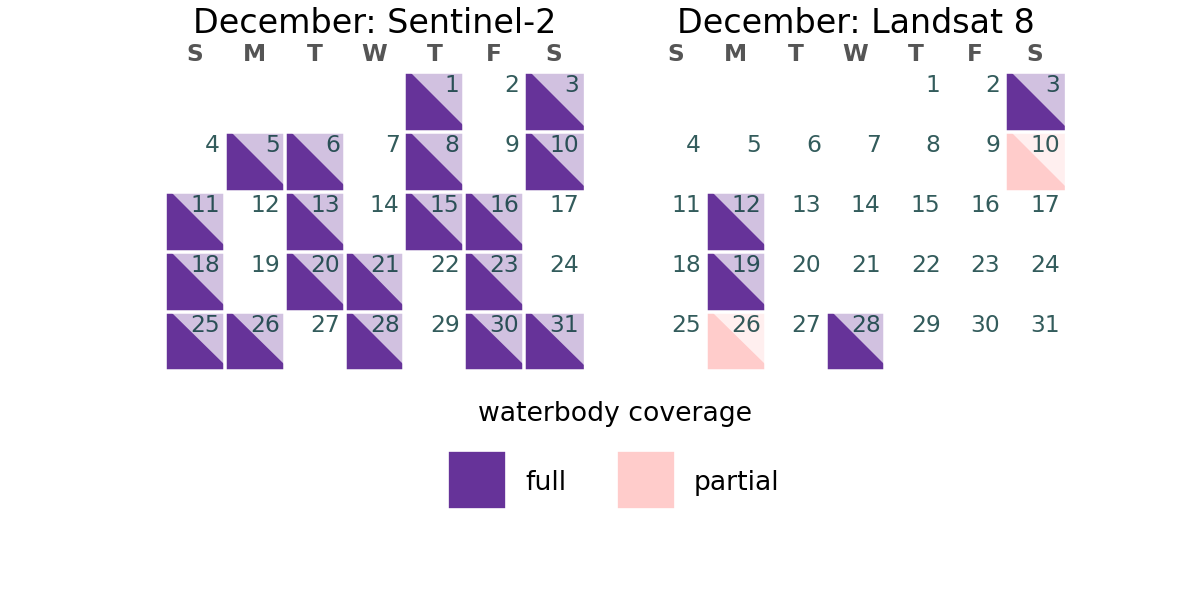 December: Sentinel-2
S M T W T F S
1 2 3
4 5 6 7 8 9 10
11 12 13 14 15 16 17
18 19 20 21 22 23 24
25 26 27 28 29 30 31
December: Landsat 8
S M T W T F S
1 2 3
4 5 6 7 8 9 10
11 12 13 14 15 16 17
18 19 20 21 22 23 24
25 26 27 28 29 30 31
waterbody coverage
full
partial